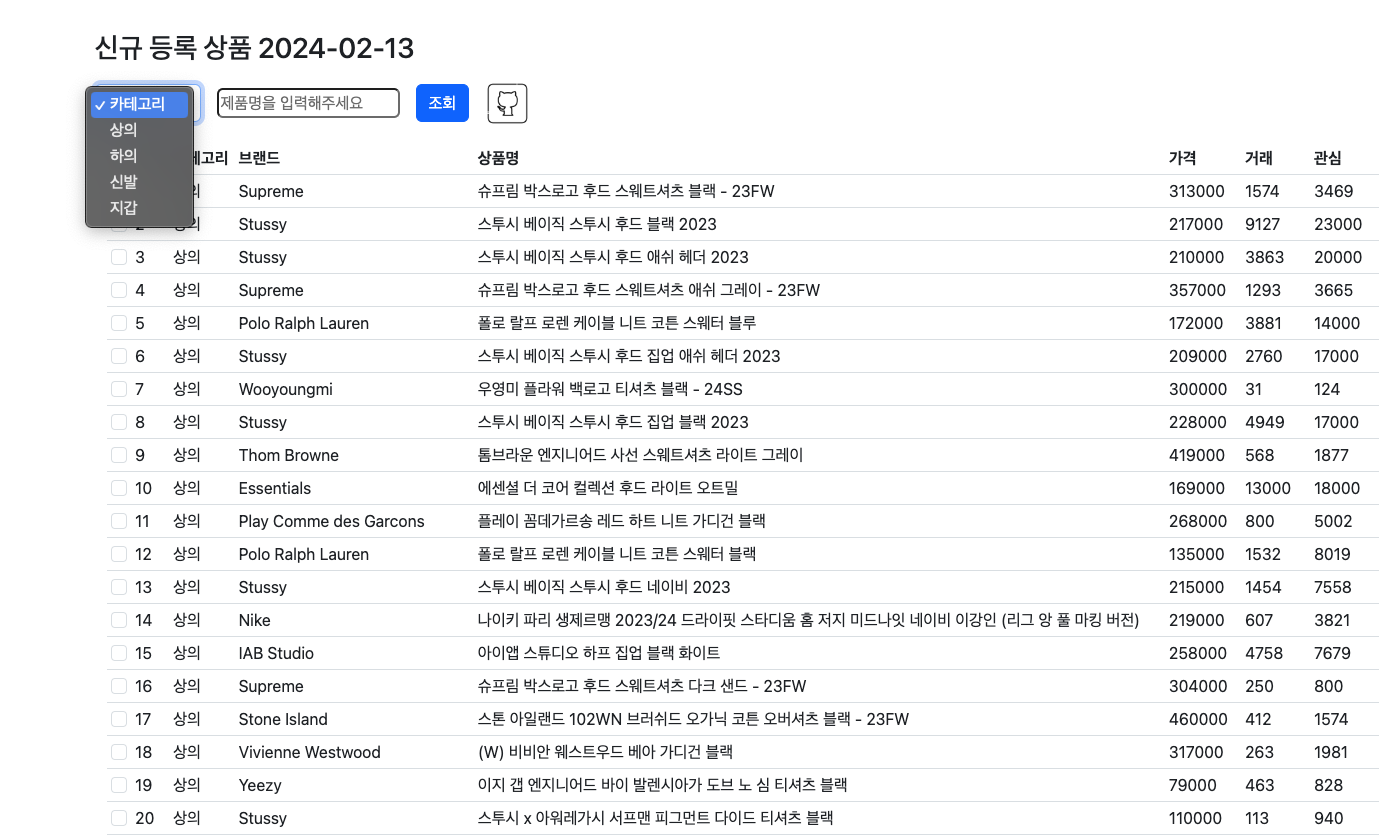 신규 등록 상품 2024-02-13
✓ 카테고리 제품명을 입력해주세요 조회
상의
하의
신발
지갑
브랜드 상품명 가격 거래 관심
Supreme 슈프림 박스로고 후드 스웨트셔츠 블랙 - 23FW 313000 1574 3469
2 Stussy 스투시 베이직 스투시 후드 블랙 2023 217000 9127 23000
3 상의 Stussy 스투시 베이직 스투시 후드 애쉬 헤더 2023 210000 3863 20000
4 상의 Supreme 슈프림 박스로고 후드 스웨트셔츠 애쉬 그레이 - 23FW 357000 1293 3665
5 상의 Polo Ralph Lauren 폴로 랄프 로렌 케이블 니트 코튼 스웨터 블루 172000 3881 14000
6 상의 Stussy 스투시 베이직 스투시 후드 집업 애쉬 헤더 2023 209000 2760 17000
7 상의 Wooyoungmi 우영미 플라워 백로고 티셔츠 블랙 - 24SS 300000 31 124
8 상의 Stussy 스투시 베이직 스투시 후드 집업 블랙 2023 228000 4949 17000
9 상의 Thom Browne 톰브라운 엔지니어드 사선 스웨트셔츠 라이트 그레이 419000 568 1877
10 상의 Essentials 에센셜 더 코어 컬렉션 후드 라이트 오트밀 169000 13000 18000
11 상의 Play Comme des Garcons 플레이 꼼데가르송 레드 하트 니트 가디건 블랙 268000 800 5002
12 상의 Polo Ralph Lauren 폴로 랄프 로렌 케이블 니트 코튼 스웨터 블랙 135000 1532 8019
13 상의 Stussy 스투시 베이직 스투시 후드 네이비 2023 215000 1454 7558
14 상의 Nike 나이키 파리 생제르맹 2023/24 드라이핏 스타디움 홈 저지 미드나잇 네이비 이강인 (리그 앙 풀 마킹 버전) 219000 607 3821
15 상의 IAB Studio 아이앱 스튜디오 하프 집업 블랙 화이트 258000 4758 7679
16 상의 Supreme 슈프림 박스로고 후드 스웨트셔츠 다크 샌드 - 23FW 304000 250 800
17 상의 Stone Island 스톤 아일랜드 102WN 브러쉬드 오가닉 코튼 오버셔츠 블랙 - 23FW 460000 412 1574
18 상의 Vivienne Westwood (W) 비비안 웨스트우드 베아 가디건 블랙 317000 263 1981
19 상의 Yeezy 이지 갭 엔지니어드 바이 발렌시아가 도브 노 심 티셔츠 블랙 79000 463 828
20 상의 Stussy 스투시 x 아워레가시 서프맨 피그먼트 다이드 티셔츠 블랙 110000 113 940